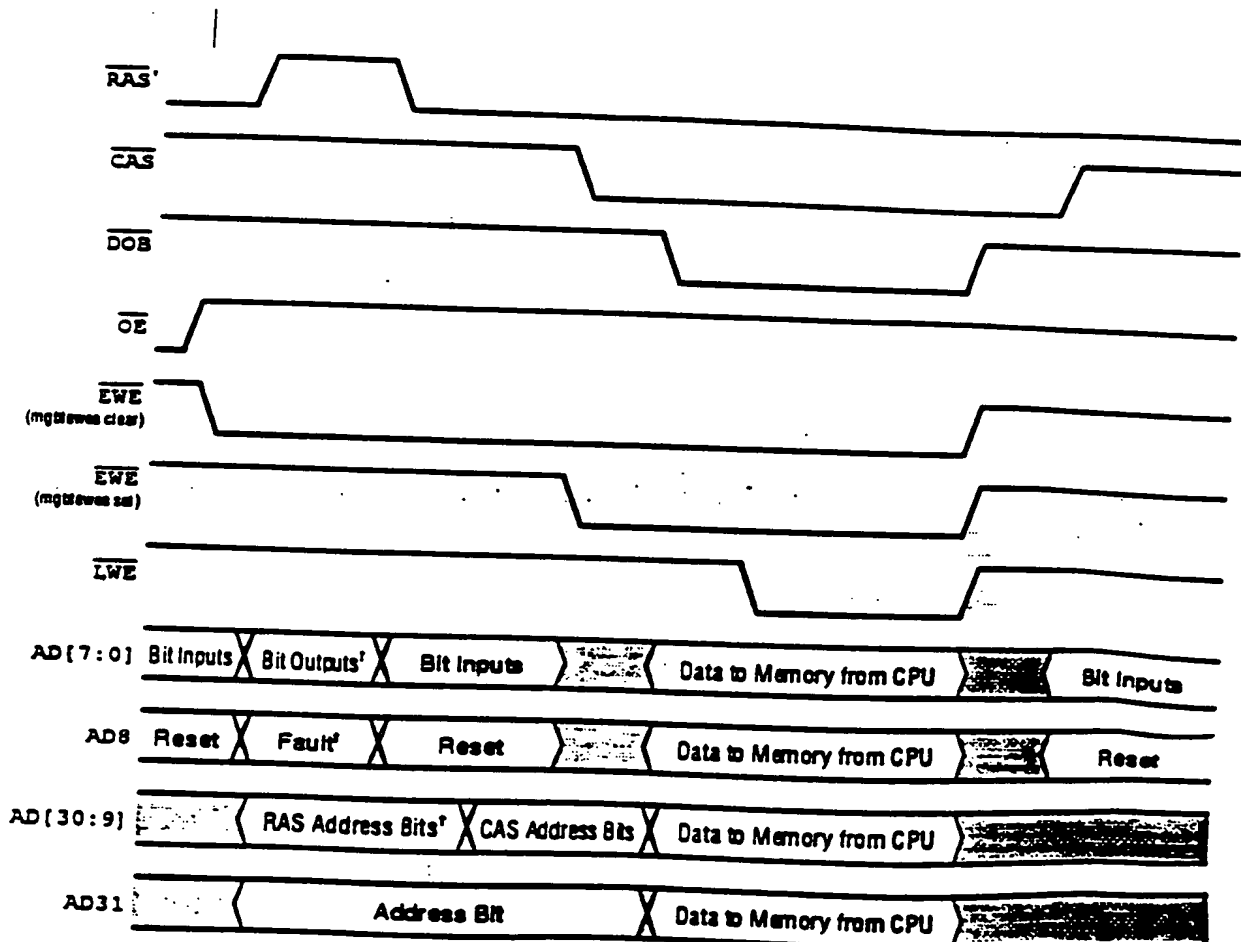 RAS'
CAS
DOB
OE
EWE
(mgbtewes clear)
EWE
(mgbtewes set)
LWE
AD[7:0] Bit Inputs Bit Outputs† Bit Inputs Data to Memory from CPU Bit Inputs
AD8 Reset Fault‡ Reset Data to Memory from CPU Reset
AD[30:9] RAS Address Bits† CAS Address Bits Data to Memory from CPU
AD31 Address Bit Data to Memory from CPU